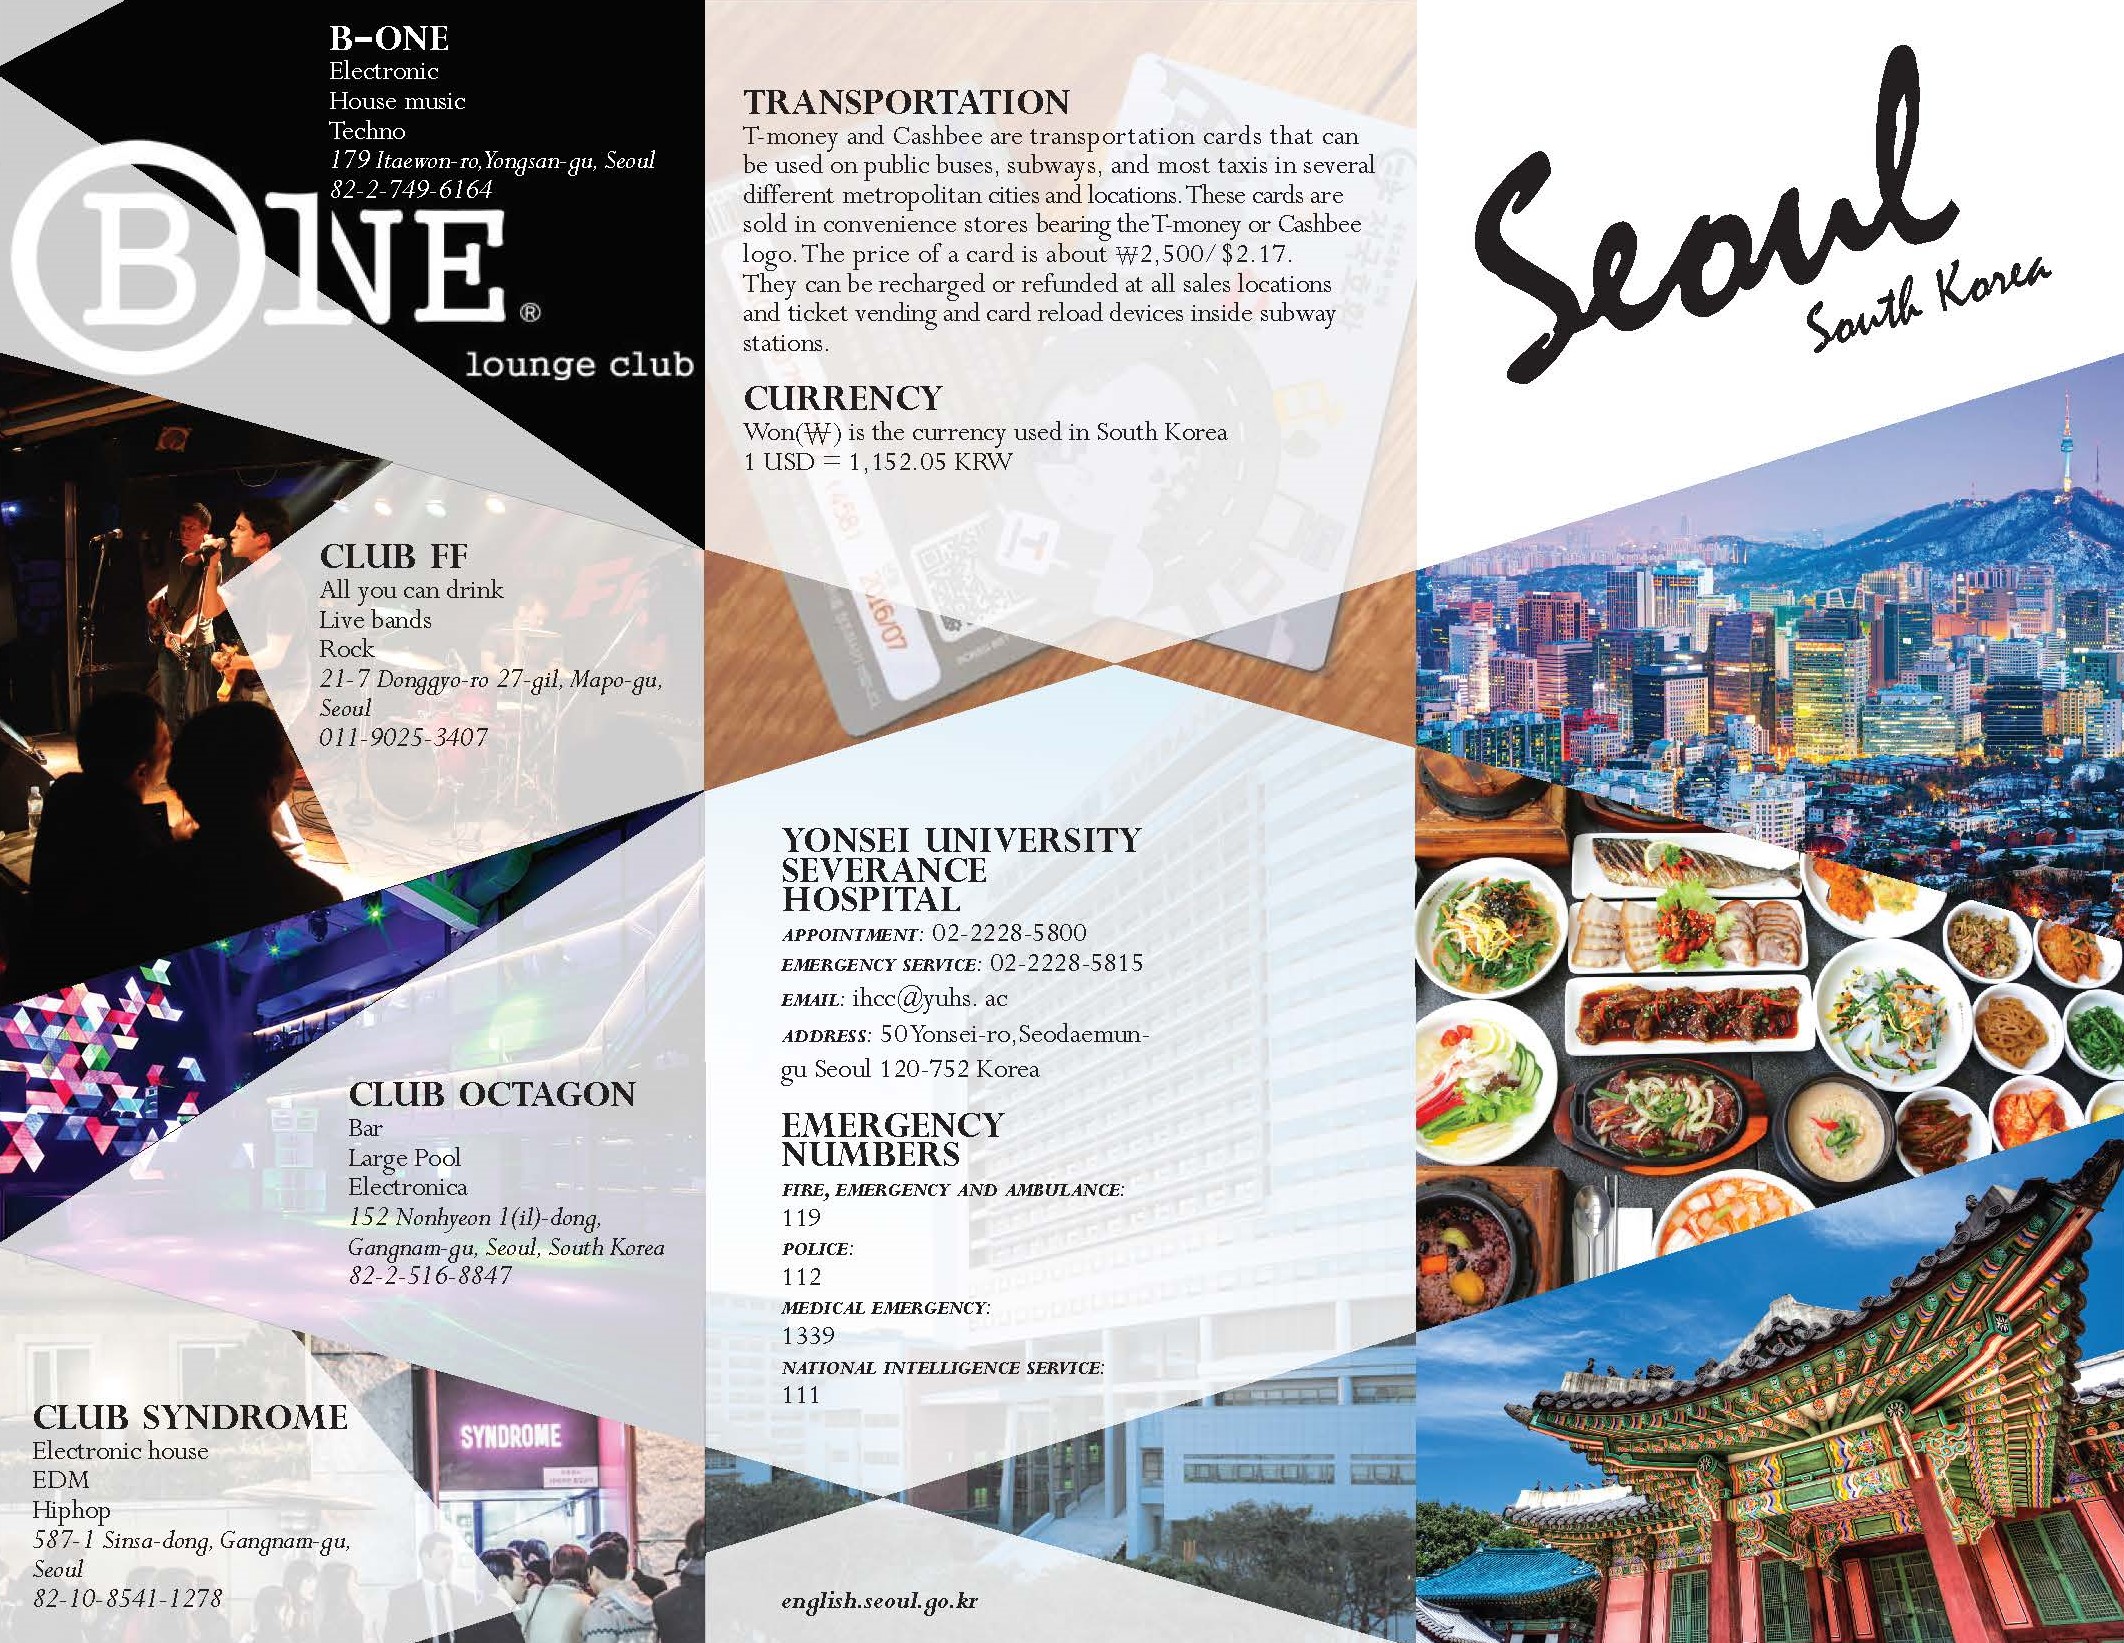 B-ONE
Electronic
House music
Techno
179 Itaewon-ro,Yongsan-gu, Seoul
82-2-749-6164
B ONE ®
lounge club
CLUB FF
All you can drink
Live bands
Rock
21-7 Donggyo-ro 27-gil, Mapo-gu,
Seoul
011-9025-3407
CLUB OCTAGON
Bar
Large Pool
Electronica
152 Nonhyeon 1(il)-dong,
Gangnam-gu, Seoul, South Korea
82-2-516-8847
CLUB SYNDROME
Electronic house
EDM
Hiphop
587-1 Sinsa-dong, Gangnam-gu,
Seoul
82-10-8541-1278
SYNDROME
TRANSPORTATION
T-money and Cashbee are transportation cards that can
be used on public buses, subways, and most taxis in several
different metropolitan cities and locations. These cards are
sold in convenience stores bearing the T-money or Cashbee
logo. The price of a card is about ₩2,500/ $2.17.
They can be recharged or refunded at all sales locations
and ticket vending and card reload devices inside subway
stations.
CURRENCY
Won(₩) is the currency used in South Korea
1 USD = 1,152.05 KRW
2016/07
YONSEI UNIVERSITY
SEVERANCE
HOSPITAL
APPOINTMENT: 02-2228-5800
EMERGENCY SERVICE: 02-2228-5815
EMAIL: ihcc@yuhs. ac
ADDRESS: 50 Yonsei-ro,Seodaemun-
gu Seoul 120-752 Korea
EMERGENCY
NUMBERS
FIRE, EMERGENCY AND AMBULANCE:
119
POLICE:
112
MEDICAL EMERGENCY:
1339
NATIONAL INTELLIGENCE SERVICE:
111
english.seoul.go.kr
Seoul
South Korea